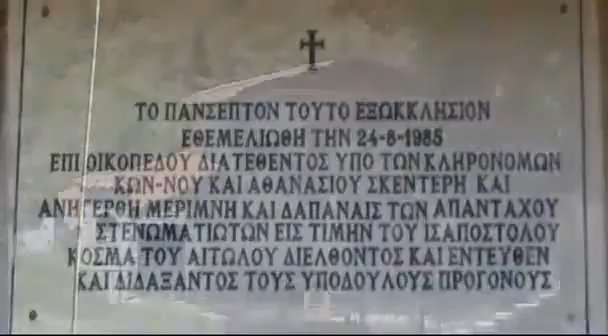 ΤΟ ΠΑΝΣΕΠΤΟΝ ΤΟΥΤΟ ΕΞΩΚΚΛΗΣΙΟΝ
ΕΘΕΜΕΛΙΩΘΗ ΤΗΝ 24-8-1985
ΕΠΙ ΟΙΚΟΠΕΔΟΥ ΔΙΑΤΕΘΕΝΤΟΣ ΥΠΟ ΤΩΝ ΚΛΗΡΟΝΟΜΩΝ
ΚΩΝ-ΝΟΥ ΚΑΙ ΑΘΑΝΑΣΙΟΥ ΣΚΕΝΤΕΡΗ ΚΑΙ
ΑΝΗΓΕΡΘΗ ΜΕΡΙΜΝΗ ΚΑΙ ΔΑΠΑΝΑΙΣ ΤΩΝ ΑΠΑΝΤΑΧΟΥ
ΣΤΕΝΩΜΑΤΙΩΤΩΝ ΕΙΣ ΤΙΜΗΝ ΤΟΥ ΙΣΑΠΟΣΤΟΛΟΥ
ΚΟΣΜΑ ΤΟΥ ΑΙΤΩΛΟΥ ΔΙΕΛΘΟΝΤΟΣ ΚΑΙ ΕΝΤΕΥΘΕΝ
ΚΑΙ ΔΙΔΑΞΑΝΤΟΣ ΤΟΥΣ ΥΠΟΔΟΥΛΟΥΣ ΠΡΟΓΟΝΟΥΣ